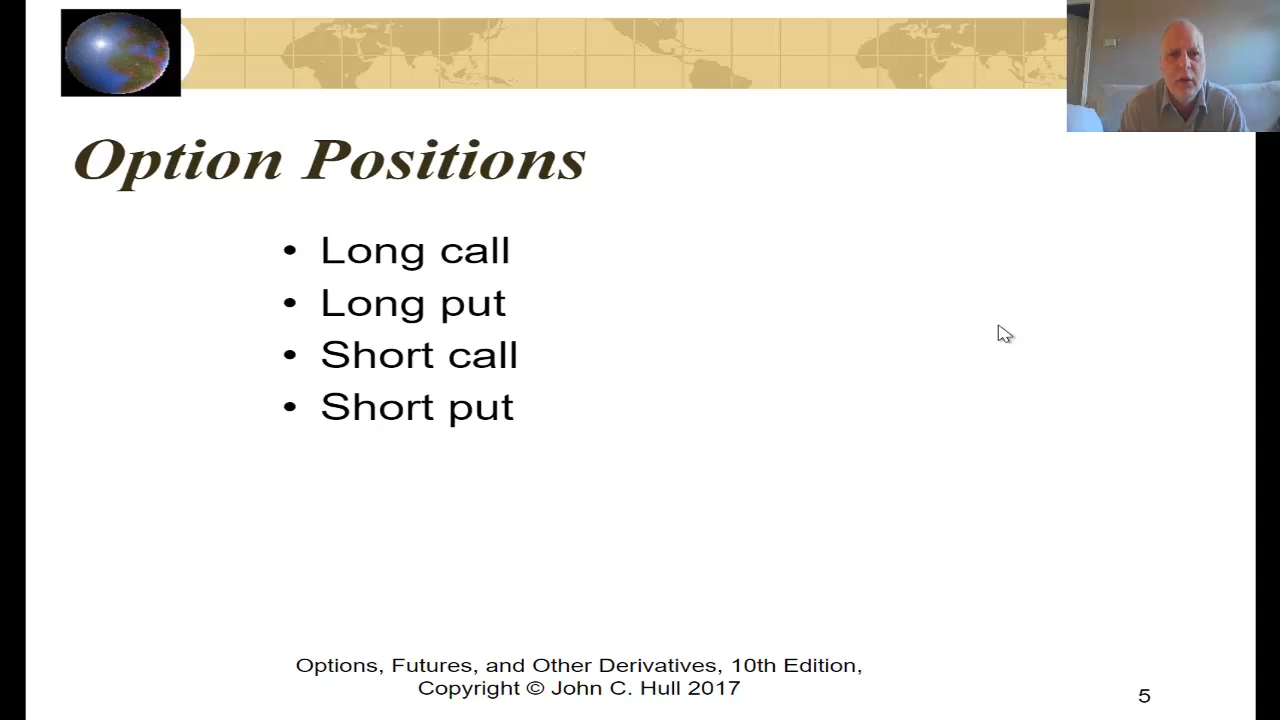 Option Positions
• Long call
• Long put
• Short call
• Short put
Options, Futures, and Other Derivatives, 10th Edition,
Copyright © John C. Hull 2017
5